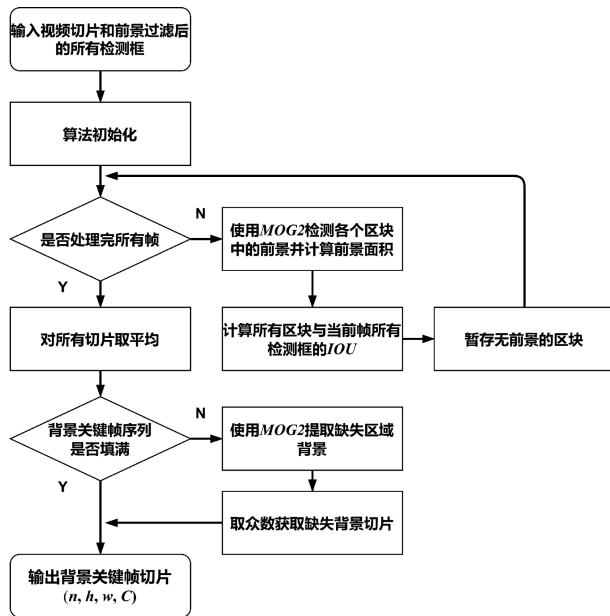 输入视频切片和前景过滤后
的所有检测框
算法初始化
是否处理完所有帧
N
使用MOG2检测各个区块
中的前景并计算前景面积
Y
对所有切片取平均
计算所有区块与当前帧所有
检测框的IOU
暂存无前景的区块
背景关键帧序列
是否填满
N
使用MOG2提取缺失区域
背景
Y
取众数获取缺失背景切片
输出背景关键帧切片
(n, h, w, C)